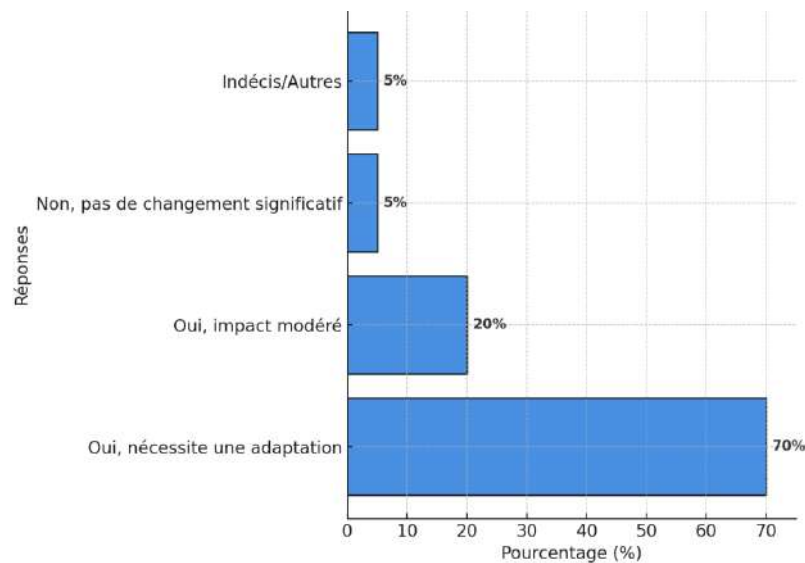 Réponses
Indécis/Autres
5%
Non, pas de changement significatif
5%
Oui, impact modéré
20%
Oui, nécessite une adaptation
70%
0 10 20 30 40 50 60 70
Pourcentage (%)